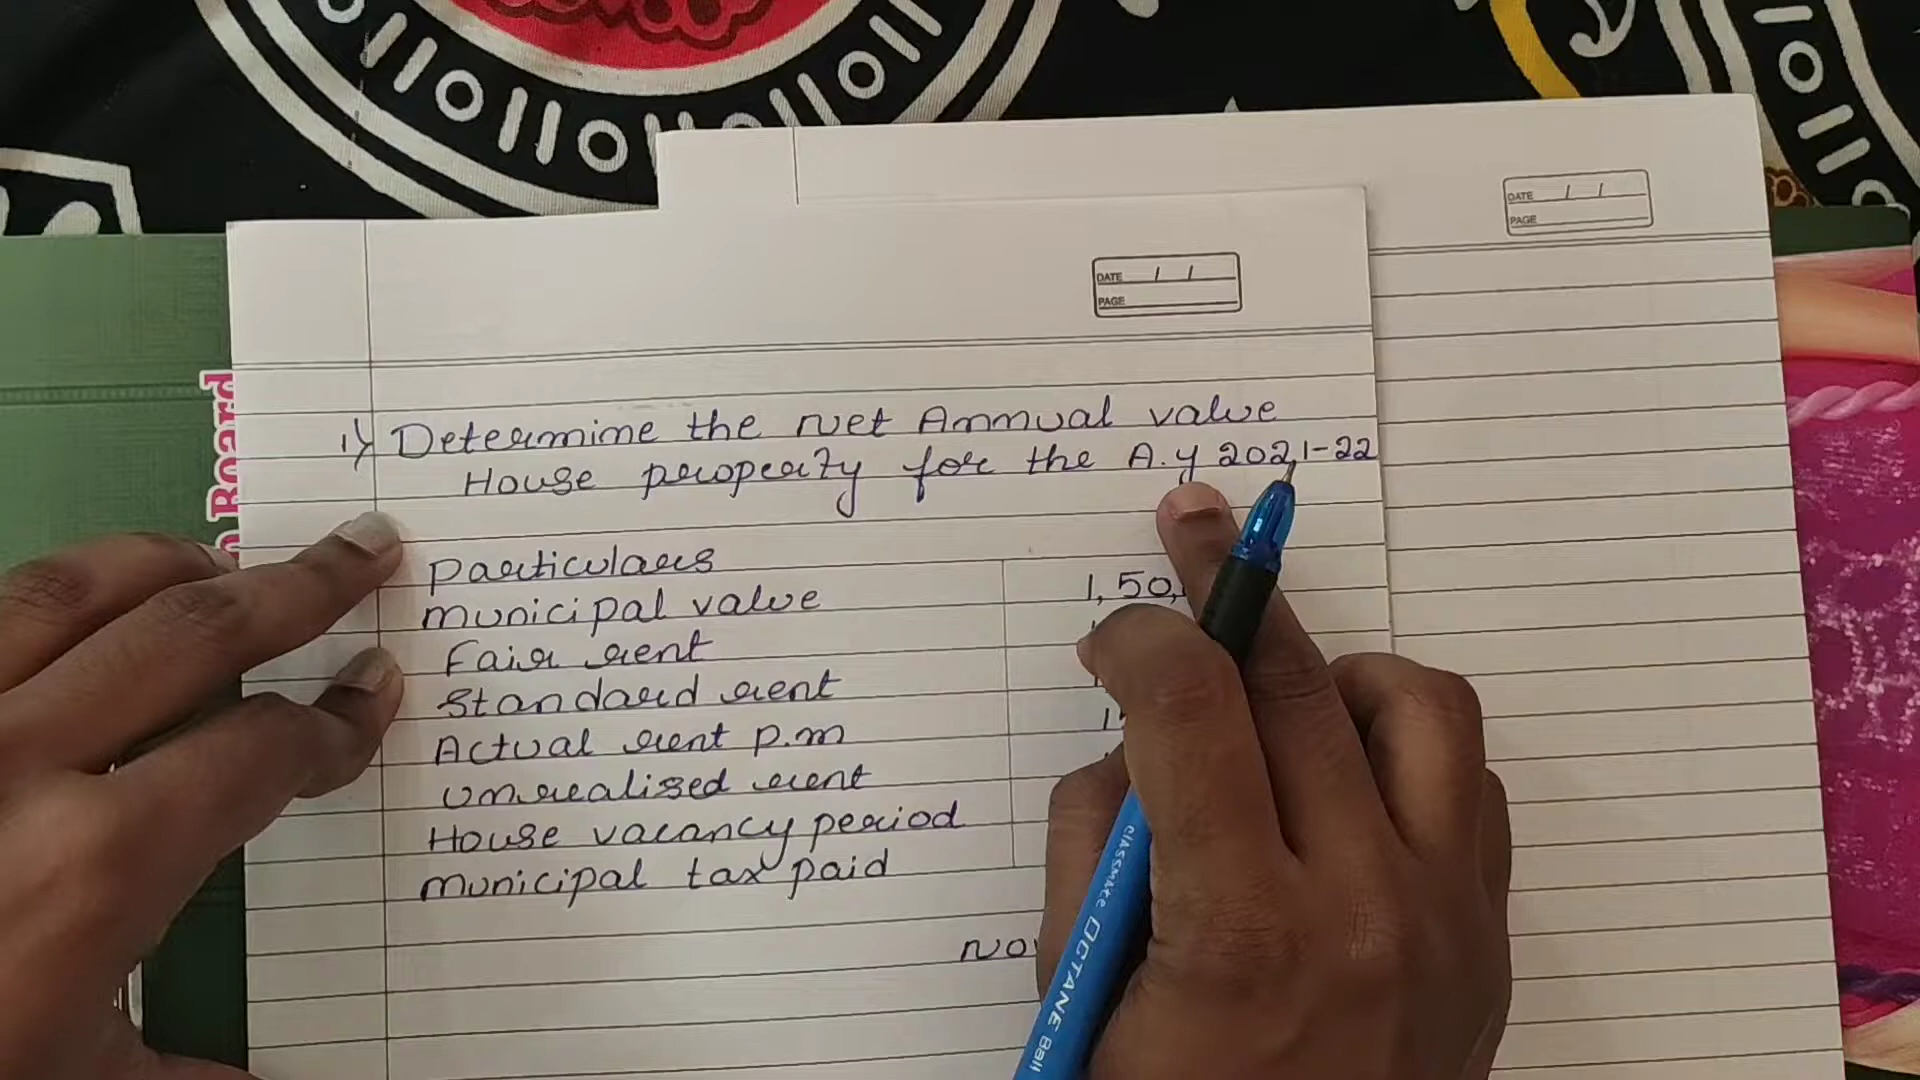 DATE / /
PAGE
DATE / /
PAGE
1) Determine the net Annual value
House property for the A.Y 2021-22
particulars
municipal value 1,50,
Fair rent
Standard rent
Actual rent p.m
unrealised rent
House vacancy period
municipal tax paid
Board
classmate OCTANE Ball